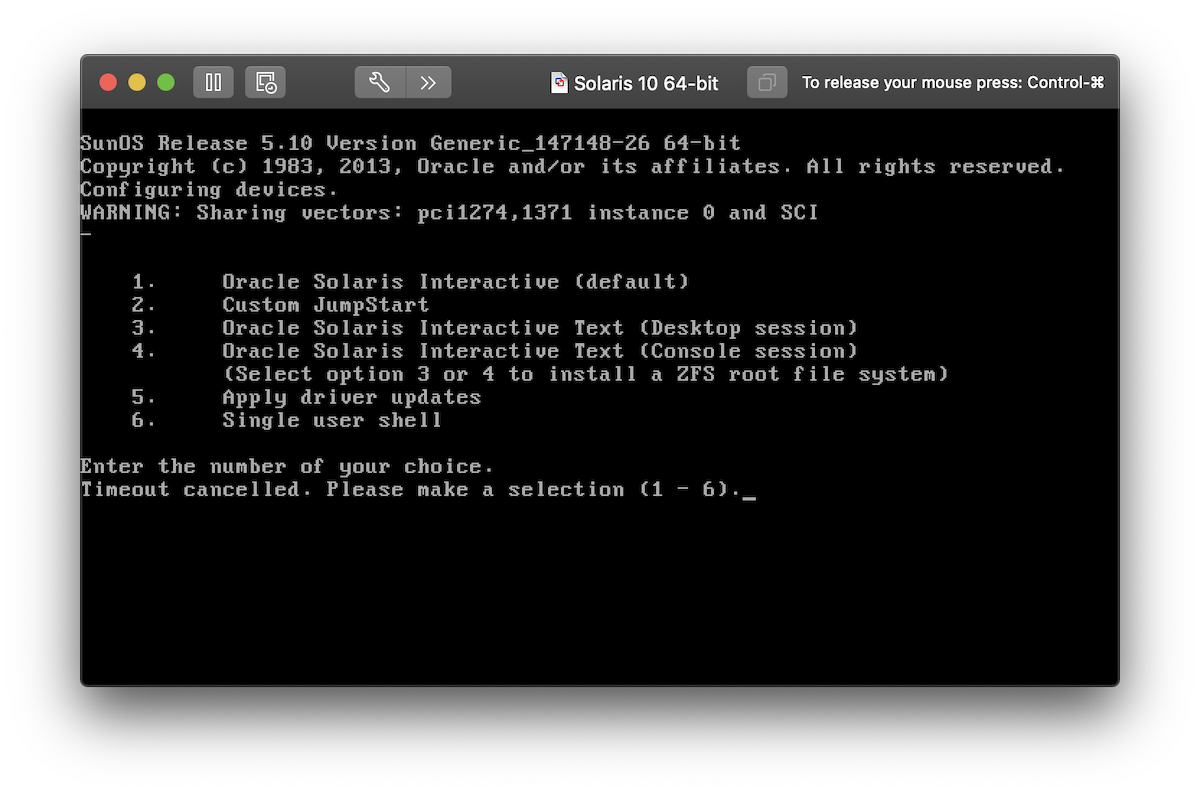 Solaris 10 64-bit
To release your mouse press: Control-⌘
SunOS Release 5.10 Version Generic_147148-26 64-bit
Copyright (c) 1983, 2013, Oracle and/or its affiliates. All rights reserved.
Configuring devices.
WARNING: Sharing vectors: pci1274,1371 instance 0 and SCI
_
1. Oracle Solaris Interactive (default)
2. Custom JumpStart
3. Oracle Solaris Interactive Text (Desktop session)
4. Oracle Solaris Interactive Text (Console session)
(Select option 3 or 4 to install a ZFS root file system)
5. Apply driver updates
6. Single user shell
Enter the number of your choice.
Timeout cancelled. Please make a selection (1 - 6)._